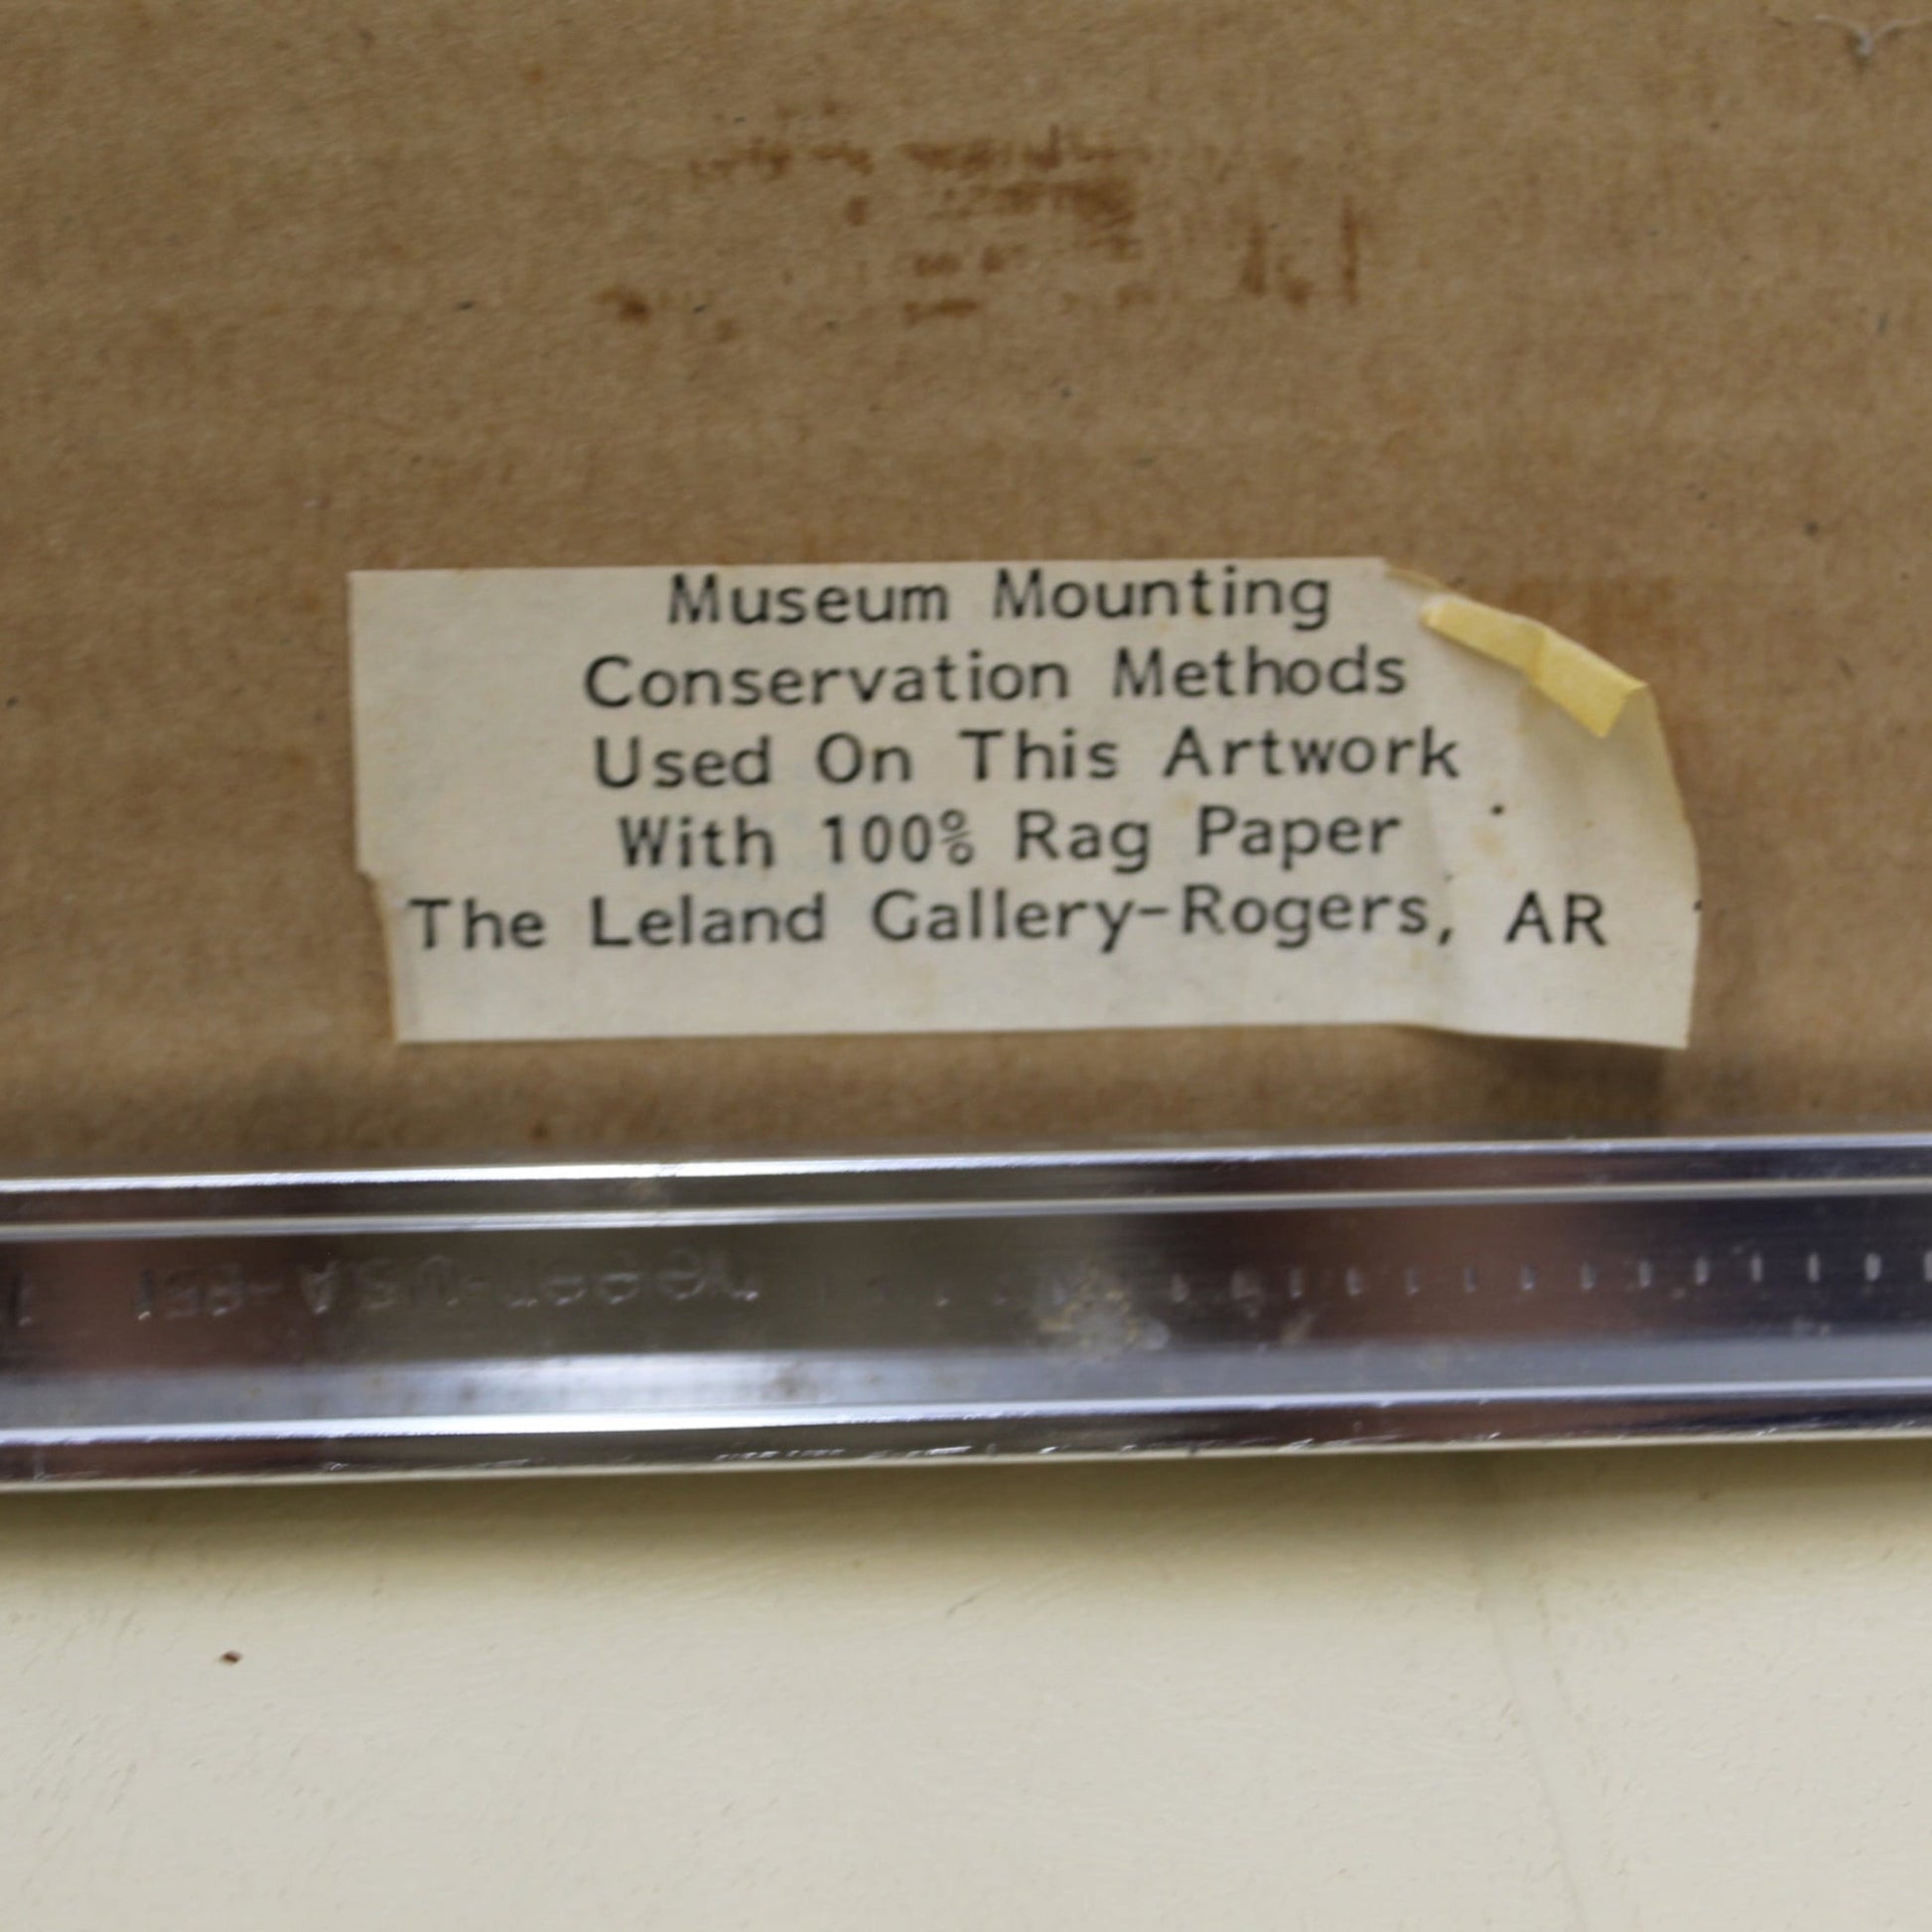 Museum Mounting
Conservation Methods
Used On This Artwork
With 100% Rag Paper
The Leland Gallery-Rogers, AR